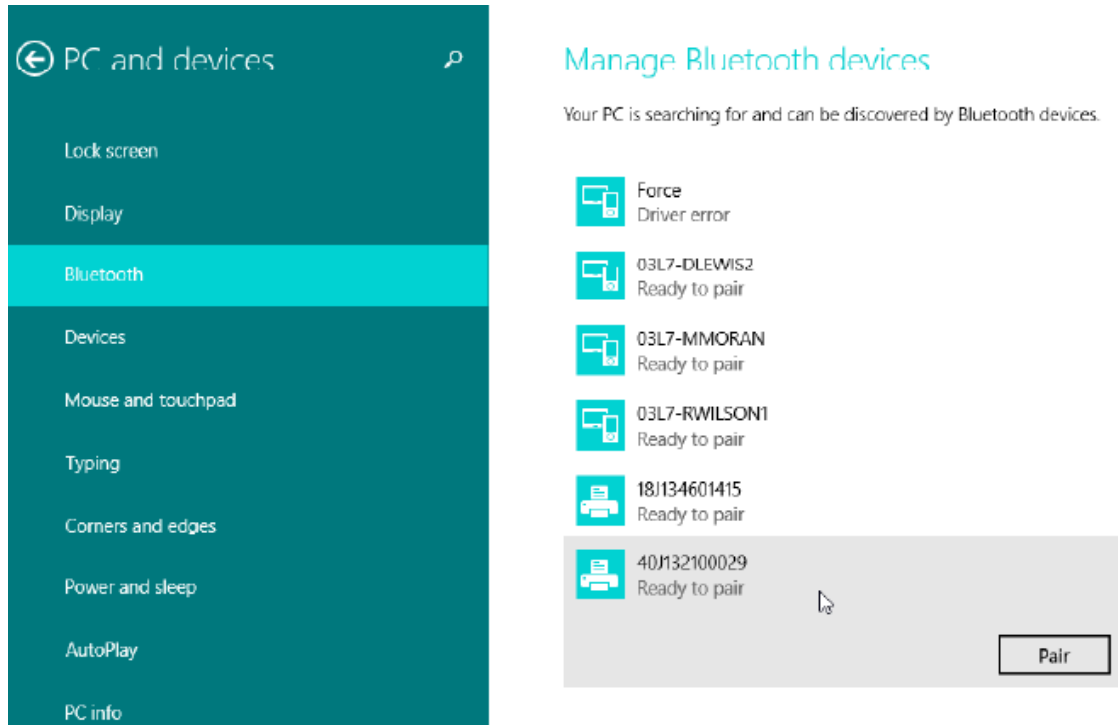 PC and devices
Lock screen
Display
Bluetooth
Devices
Mouse and touchpad
Typing
Corners and edges
Power and sleep
AutoPlay
PC info
Manage Bluetooth devices
Your PC is searching for and can be discovered by Bluetooth devices.
Force
Driver error
03L7-DLEWIS2
Ready to pair
03L7-MMORAN
Ready to pair
03L7-RWILSON1
Ready to pair
18J134601415
Ready to pair
40J132100029
Ready to pair
Pair